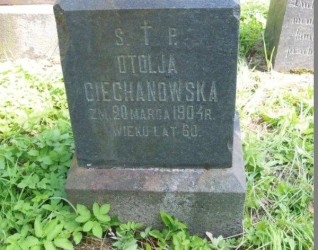 S. † P.
OTOLJA
CIECHANOWSKA
ZM. 20 MARCA 1904 R.
WIEKU LAT 60.